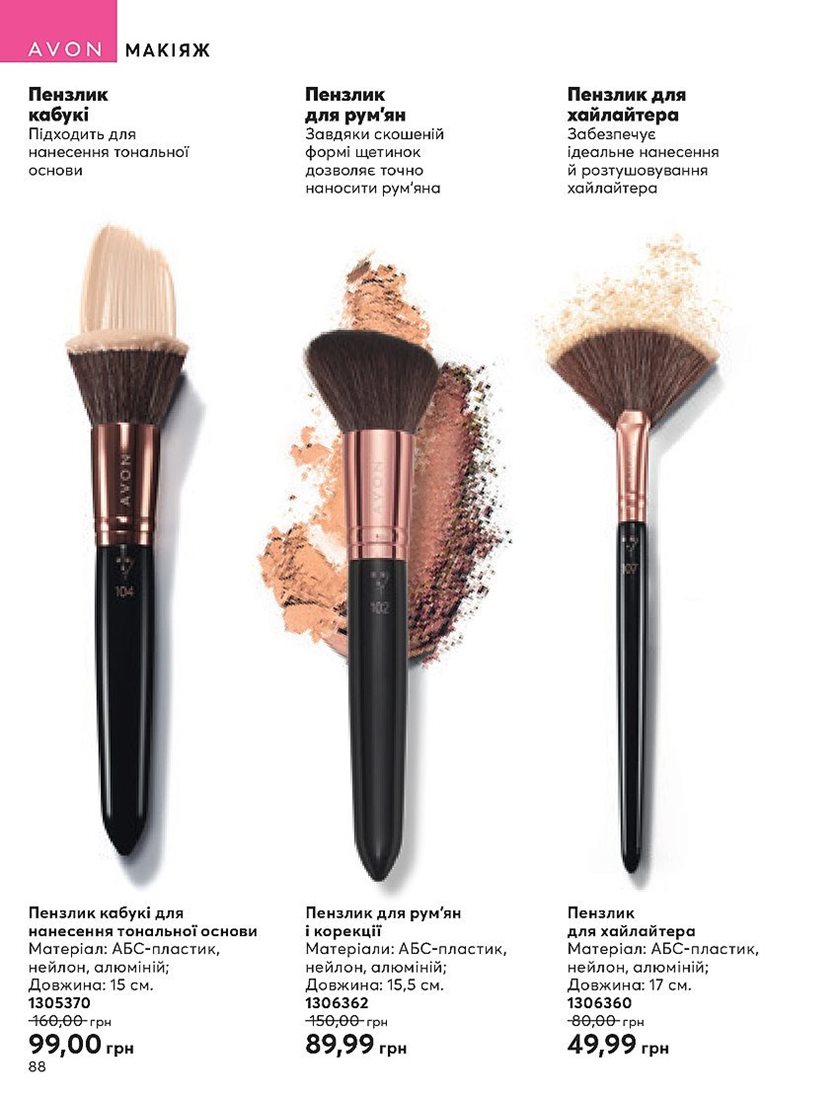 AVON МАКІЯЖ
Пензлик
кабукі
Підходить для
нанесення тональної
основи
Пензлик
для рум'ян
Завдяки скошеній
формі щетинок
дозволяє точно
наносити рум'яна
Пензлик для
хайлайтера
Забезпечує
ідеальне нанесення
й розтушовування
хайлайтера
AVON
104
AVON
102
107
Пензлик кабукі для
нанесення тональної основи
Матеріал: АБС-пластик,
нейлон, алюміній;
Довжина: 15 см.
1305370
160,00 грн
99,00 грн
Пензлик для рум'ян
і корекції
Матеріали: АБС-пластик,
нейлон, алюміній;
Довжина: 15,5 см.
1306362
150,00 грн
89,99 грн
Пензлик
для хайлайтера
Матеріал: АБС-пластик,
нейлон, алюміній;
Довжина: 17 см.
1306360
80,00 грн
49,99 грн
88